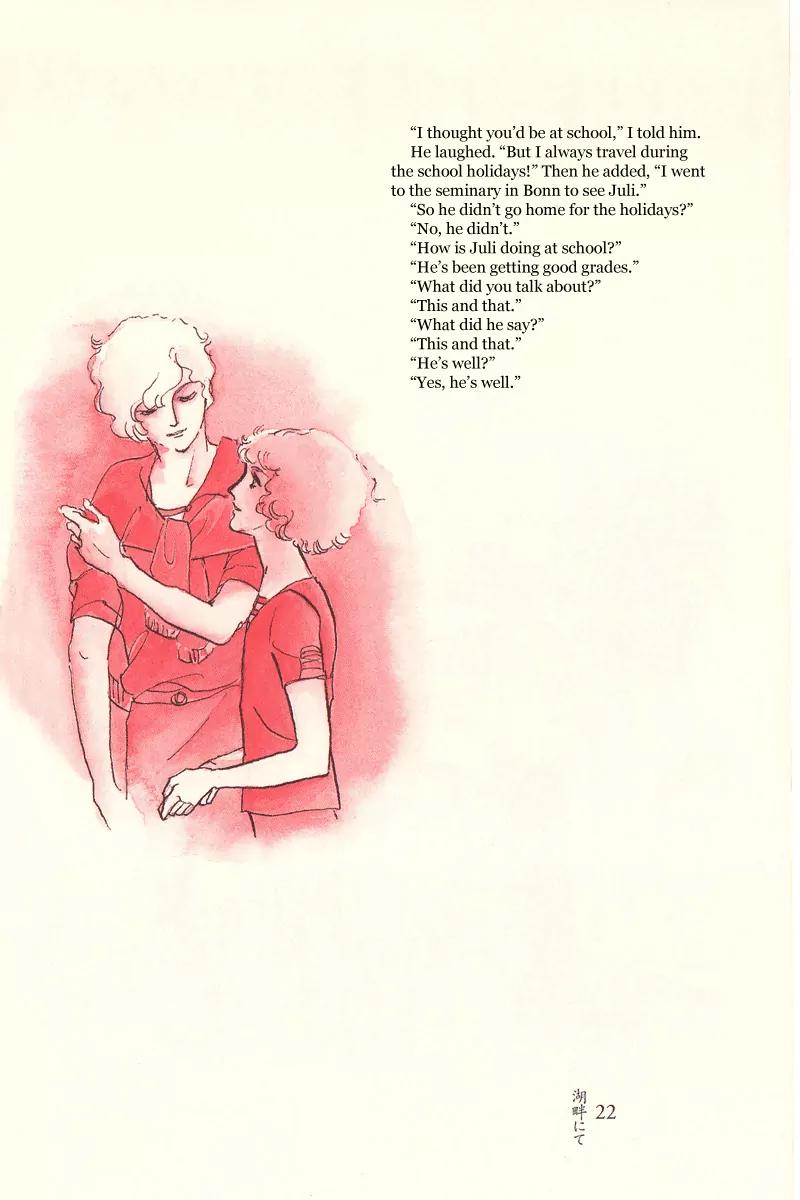 “I thought you’d be at school,” I told him.
He laughed. “But I always travel during
the school holidays!” Then he added, “I went
to the seminary in Bonn to see Juli.”
“So he didn’t go home for the holidays?”
“No, he didn’t.”
“How is Juli doing at school?”
“He’s been getting good grades.”
“What did you talk about?”
“This and that.”
“What did he say?”
“This and that.”
“He’s well?”
“Yes, he’s well.”
湖畔にて
22